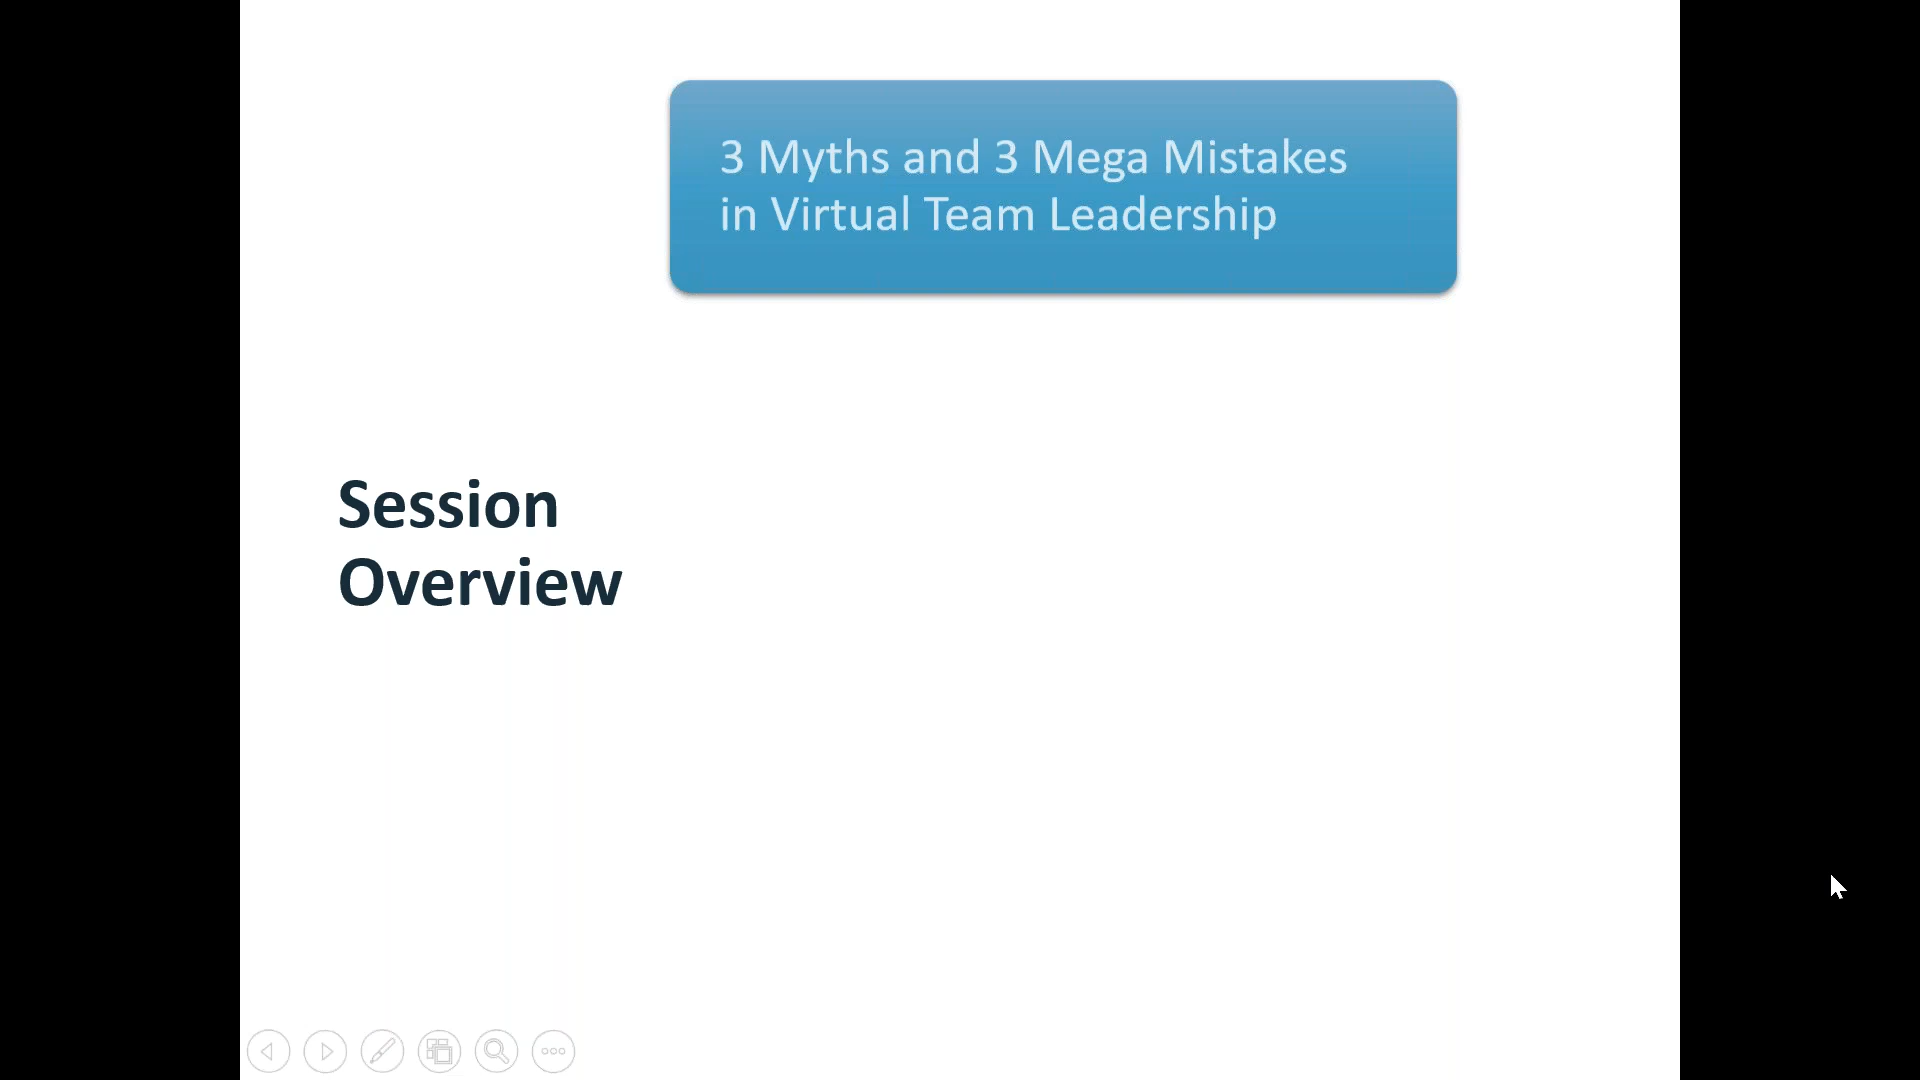 3 Myths and 3 Mega Mistakes
in Virtual Team Leadership
Session
Overview